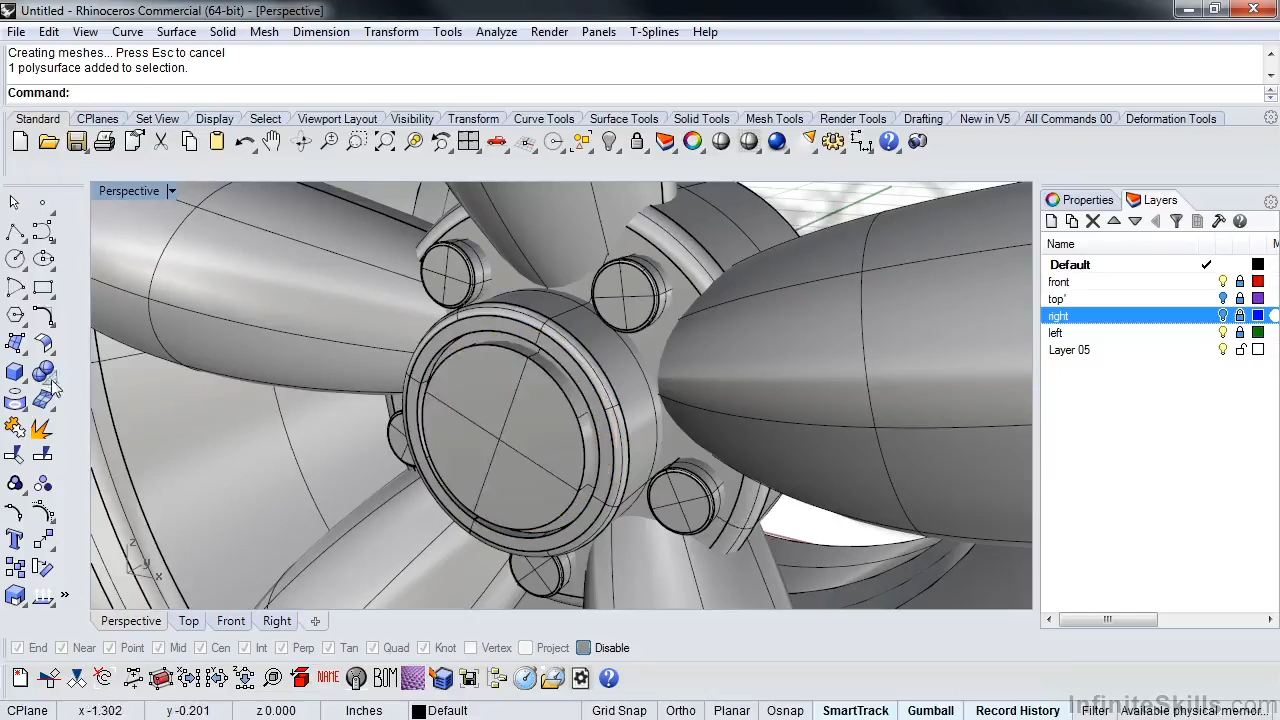 Untitled - Rhinoceros Commercial (64-bit) - [Perspective]
File Edit View Curve Surface Solid Mesh Dimension Transform Tools Analyze Render Panels T-Splines Help
Creating meshes... Press Esc to cancel
1 polysurface added to selection.
Command:
Standard CPlanes Set View Display Select Viewport Layout Visibility Transform Curve Tools Surface Tools Solid Tools Mesh Tools Render Tools Drafting New in V5 All Commands 00 Deformation Tools
Perspective
Properties Layers
Name M
Default
front
top'
right
left
Layer 05
z
y
x
Perspective Top Front Right
End Near Point Mid Cen Int Perp Tan Quad Knot Vertex Project Disable
NAME BOM
CPlane x -1.302 y -0.201 z 0.000 Inches Default Grid Snap Ortho Planar Osnap SmartTrack Gumball Record History Filter Available physical memor...
InfiniteSkills.com